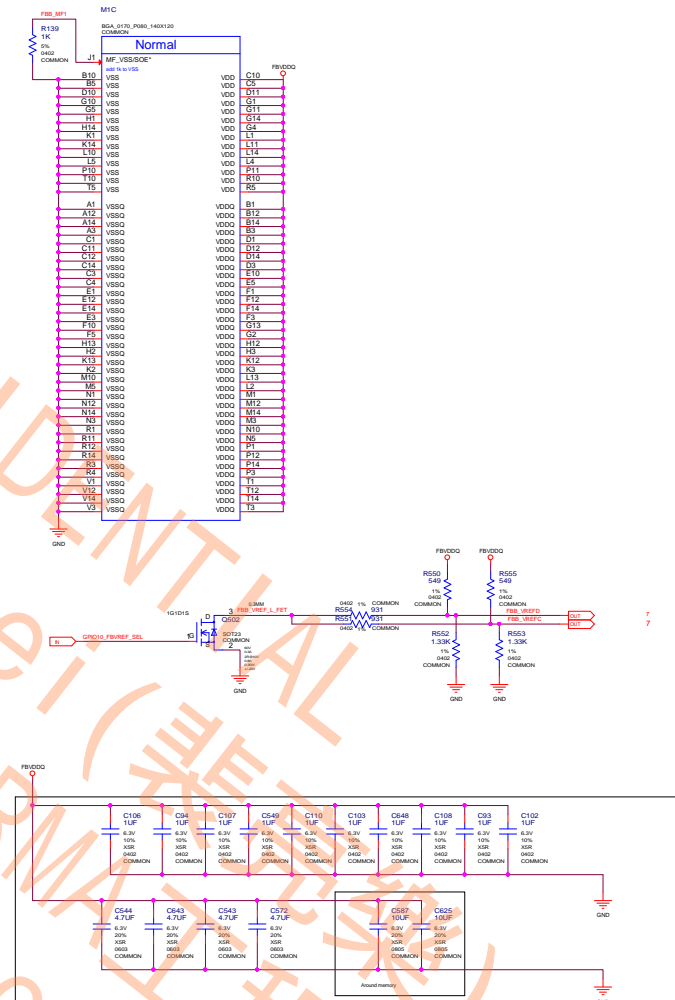 M1C
FBB_MF1
BGA_0170_P080_140X120
COMMON
R139
1K
5%
0402
COMMON
Normal
J1 MF_VSS/SOE*
add 1k to VSS
FBVDDQ
B10 VSS VDD C10
B5 VSS VDD C5
D10 VSS VDD D11
G10 VSS VDD G1
G5 VSS VDD G11
H1 VSS VDD G14
H14 VSS VDD G4
K1 VSS VDD L1
K14 VSS VDD L11
L10 VSS VDD L14
L5 VSS VDD L4
P10 VSS VDD P11
T10 VSS VDD R10
T5 VSS VDD R5
A1 VSSQ VDDQ B1
A12 VSSQ VDDQ B12
A14 VSSQ VDDQ B14
A3 VSSQ VDDQ B3
C1 VSSQ VDDQ D1
C11 VSSQ VDDQ D12
C12 VSSQ VDDQ D14
C14 VSSQ VDDQ D3
C3 VSSQ VDDQ E10
C4 VSSQ VDDQ E5
E1 VSSQ VDDQ F1
E12 VSSQ VDDQ F12
E14 VSSQ VDDQ F14
E3 VSSQ VDDQ F3
F10 VSSQ VDDQ G13
F5 VSSQ VDDQ G2
H13 VSSQ VDDQ H12
H2 VSSQ VDDQ H3
K13 VSSQ VDDQ K12
K2 VSSQ VDDQ K3
M10 VSSQ VDDQ L13
M5 VSSQ VDDQ L2
N1 VSSQ VDDQ M1
N12 VSSQ VDDQ M12
N14 VSSQ VDDQ M14
N3 VSSQ VDDQ M3
R1 VSSQ VDDQ N10
R11 VSSQ VDDQ N5
R12 VSSQ VDDQ P1
R14 VSSQ VDDQ P12
R3 VSSQ VDDQ P14
R4 VSSQ VDDQ P3
V1 VSSQ VDDQ T1
V12 VSSQ VDDQ T12
V14 VSSQ VDDQ T14
V3 VSSQ VDDQ T3
GND
FBVDDQ FBVDDQ
R550 R555
549 549
1% 1%
0402 0402
COMMON COMMON
1G1D1S
D 3 0.3MM
FBB_VREF_L_FET
0402 1% COMMON
R554 931
R551 931
0402 1% COMMON
FBB_VREFD OUT 7
FBB_VREFC OUT 7
IN GPIO10_FBVREF_SEL 1G
Q502
SOT23
COMMON
S 2
GND
R552 R553
1.33K 1.33K
1% 1%
0402 0402
COMMON COMMON
GND GND
FBVDDQ
C106 C94 C107 C549 C110 C103 C648 C108 C93 C102
1UF 1UF 1UF 1UF 1UF 1UF 1UF 1UF 1UF 1UF
6.3V 6.3V 6.3V 6.3V 6.3V 6.3V 6.3V 6.3V 6.3V 6.3V
10% 10% 10% 10% 10% 10% 10% 10% 10% 10%
X5R X5R X5R X5R X5R X5R X5R X5R X5R X5R
0402 0402 0402 0402 0402 0402 0402 0402 0402 0402
COMMON COMMON COMMON COMMON COMMON COMMON COMMON COMMON COMMON COMMON
GND
C544 C643 C543 C572 C587 C625
4.7UF 4.7UF 4.7UF 4.7UF 10UF 10UF
6.3V 6.3V 6.3V 6.3V 6.3V 6.3V
20% 20% 20% 20% 20% 20%
X5R X5R X5R X5R X5R X5R
0603 0603 0603 0603 0805 0805
COMMON COMMON COMMON COMMON COMMON COMMON
Around memory
GND